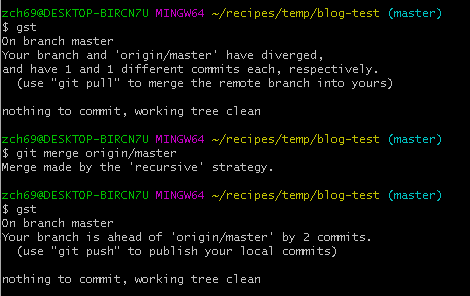 zch69@DESKTOP-BIRCN7U MINGW64 ~/recipes/temp/blog-test (master)
$ gst
On branch master
Your branch and 'origin/master' have diverged,
and have 1 and 1 different commits each, respectively.
  (use "git pull" to merge the remote branch into yours)

nothing to commit, working tree clean

zch69@DESKTOP-BIRCN7U MINGW64 ~/recipes/temp/blog-test (master)
$ git merge origin/master
Merge made by the 'recursive' strategy.

zch69@DESKTOP-BIRCN7U MINGW64 ~/recipes/temp/blog-test (master)
$ gst
On branch master
Your branch is ahead of 'origin/master' by 2 commits.
  (use "git push" to publish your local commits)

nothing to commit, working tree clean